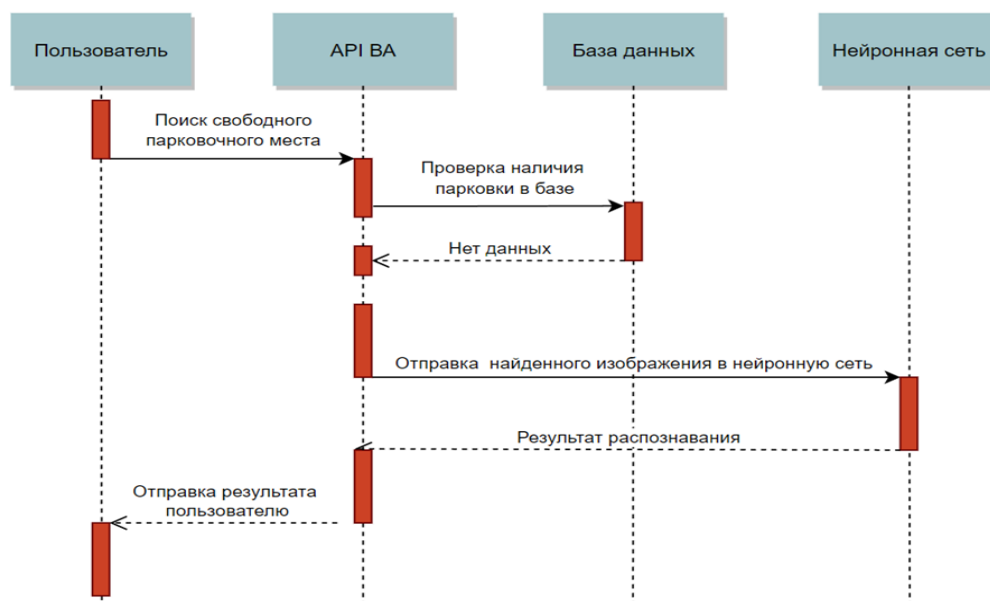 Пользователь
API BA
База данных
Нейронная сеть
Поиск свободного
парковочного места
Проверка наличия
парковки в базе
Нет данных
Отправка найденного изображения в нейронную сеть
Результат распознавания
Отправка результата
пользователю